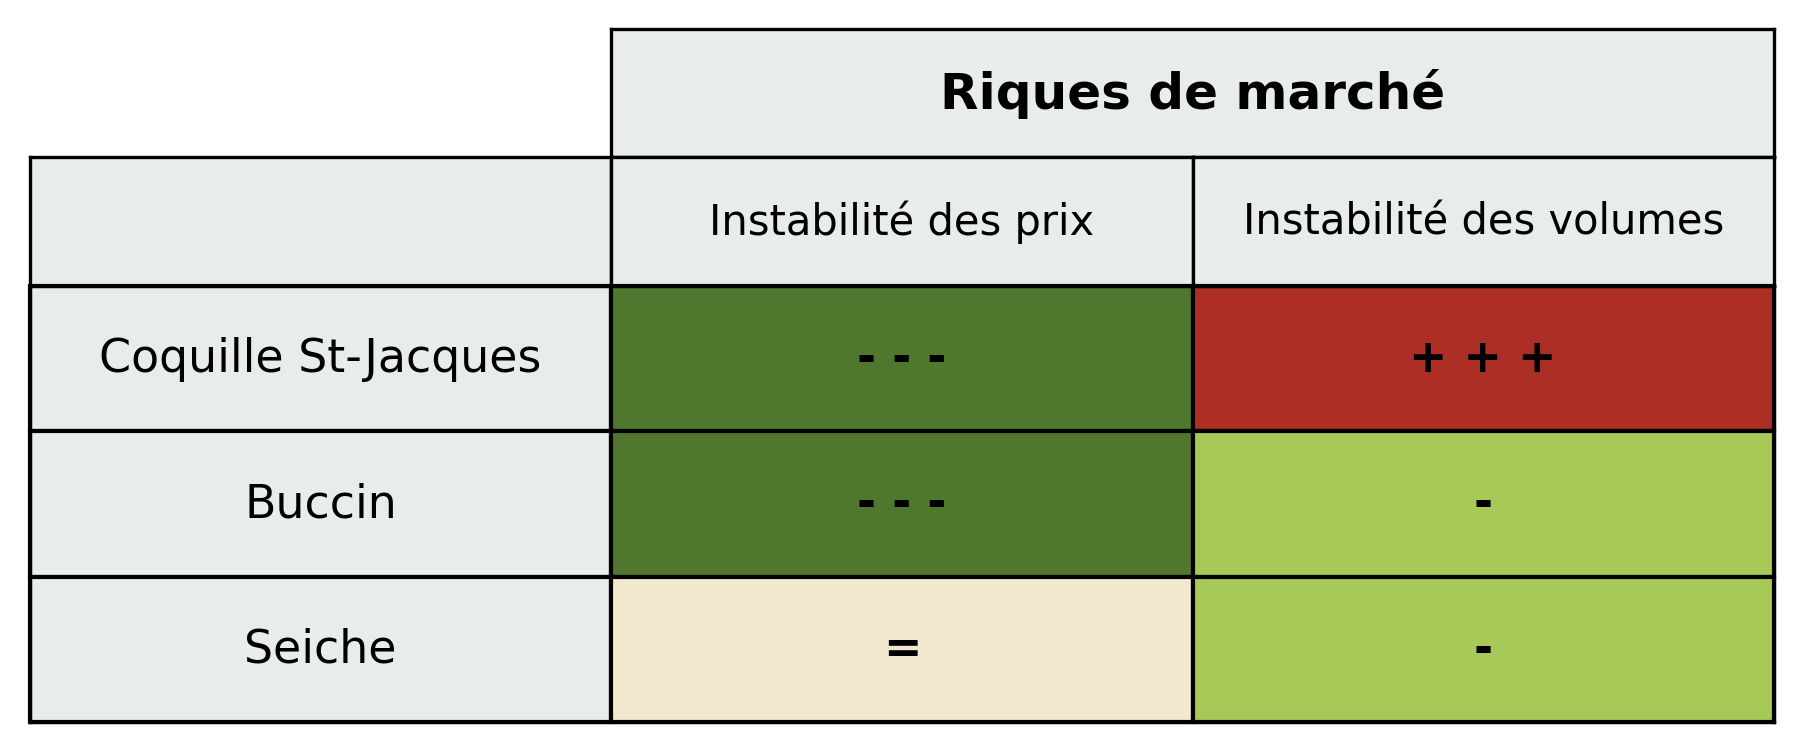 Riques de marché
Instabilité des prix
Instabilité des volumes
Coquille St-Jacques
- - -
+ + +
Buccin
- - -
-
Seiche
=
-